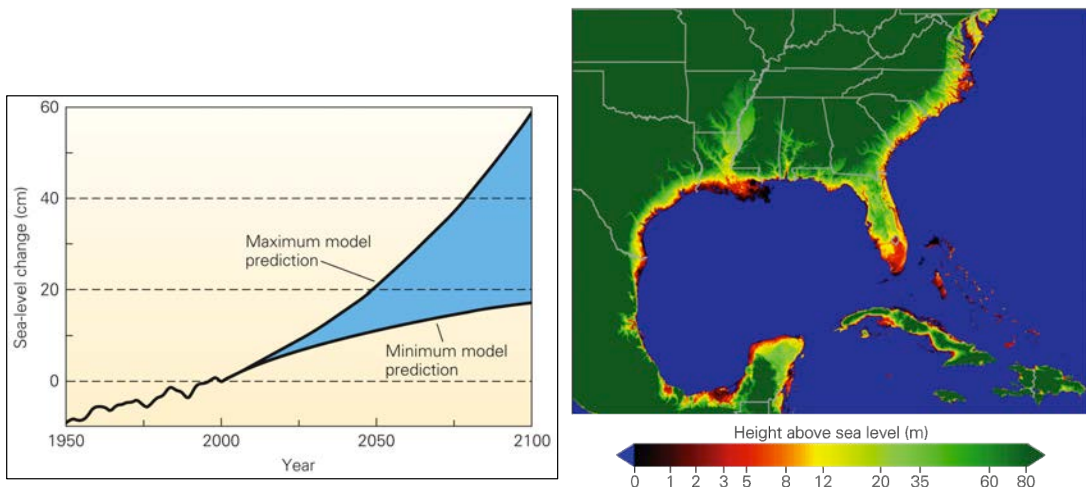 60
40
20
0
Sea-level change (cm)
Maximum model
prediction
Minimum model
prediction
1950
2000
2050
2100
Year
Height above sea level (m)
0 1 2 3 5 8 12 20 35 60 80